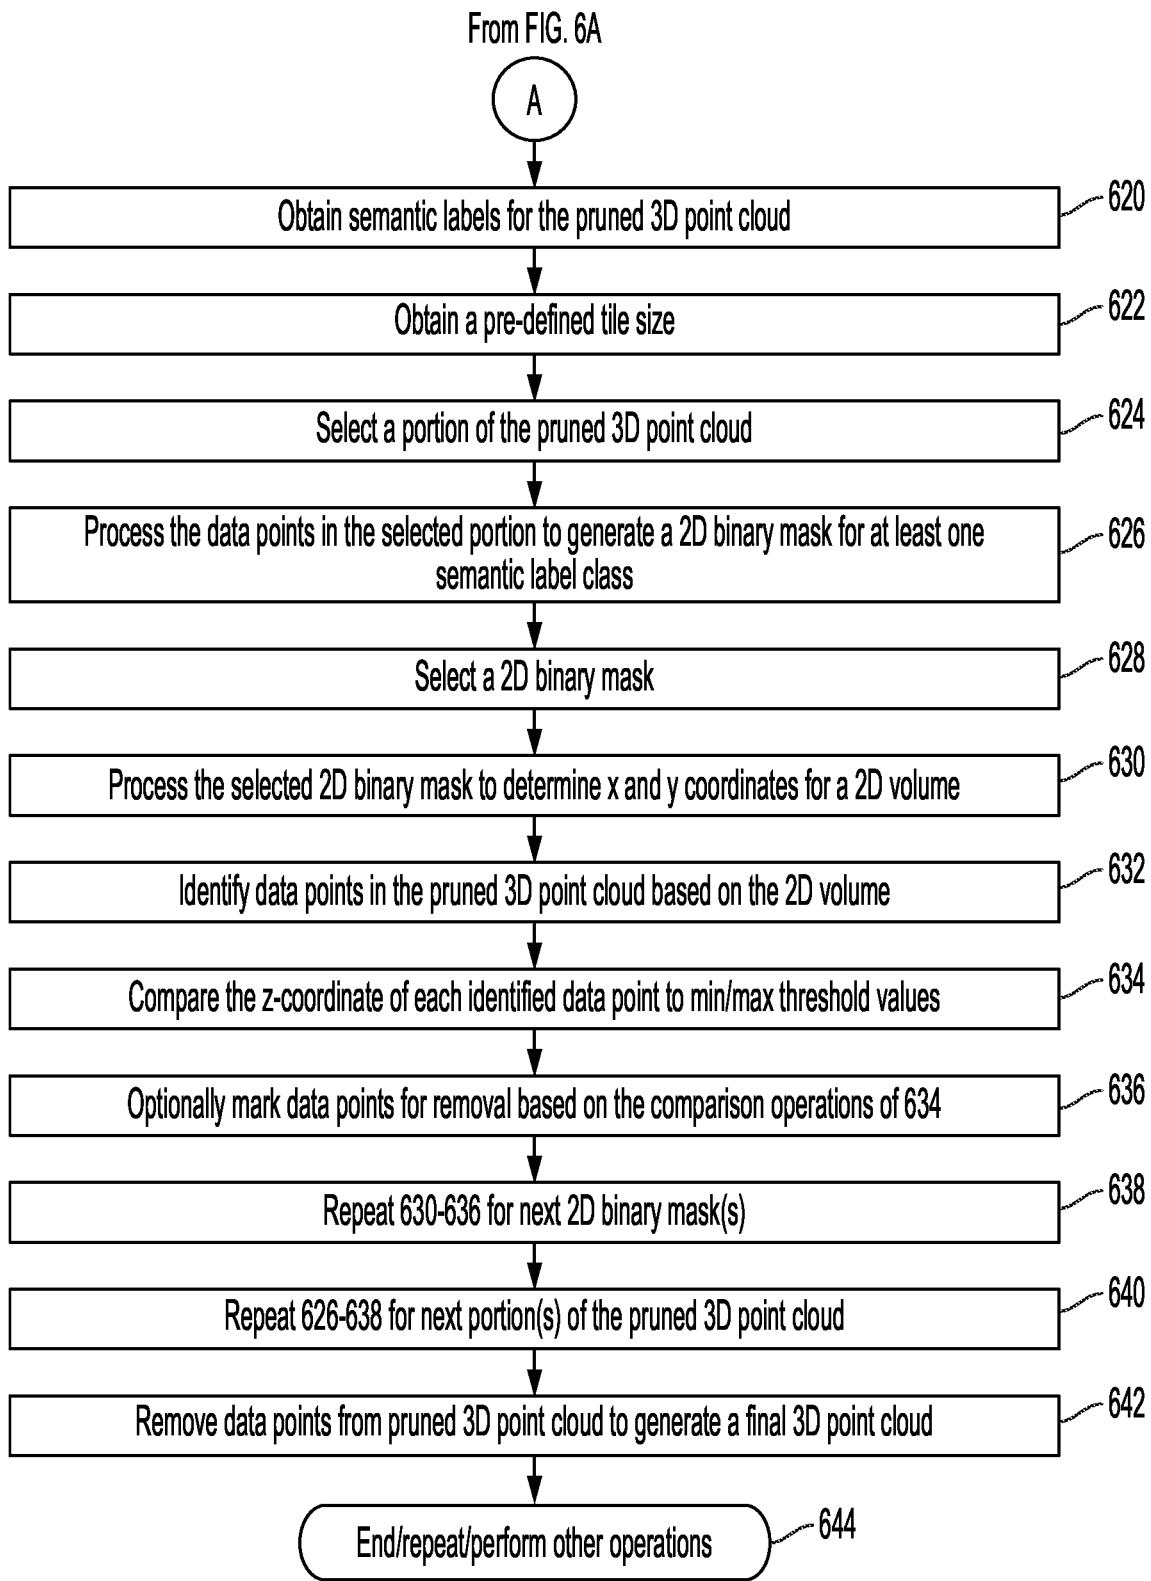 From FIG. 6A
A
Obtain semantic labels for the pruned 3D point cloud
620
Obtain a pre-defined tile size
622
Select a portion of the pruned 3D point cloud
624
Process the data points in the selected portion to generate a 2D binary mask for at least one
semantic label class
626
Select a 2D binary mask
628
Process the selected 2D binary mask to determine x and y coordinates for a 2D volume
630
Identify data points in the pruned 3D point cloud based on the 2D volume
632
Compare the z-coordinate of each identified data point to min/max threshold values
634
Optionally mark data points for removal based on the comparison operations of 634
636
Repeat 630-636 for next 2D binary mask(s)
638
Repeat 626-638 for next portion(s) of the pruned 3D point cloud
640
Remove data points from pruned 3D point cloud to generate a final 3D point cloud
642
End/repeat/perform other operations
644